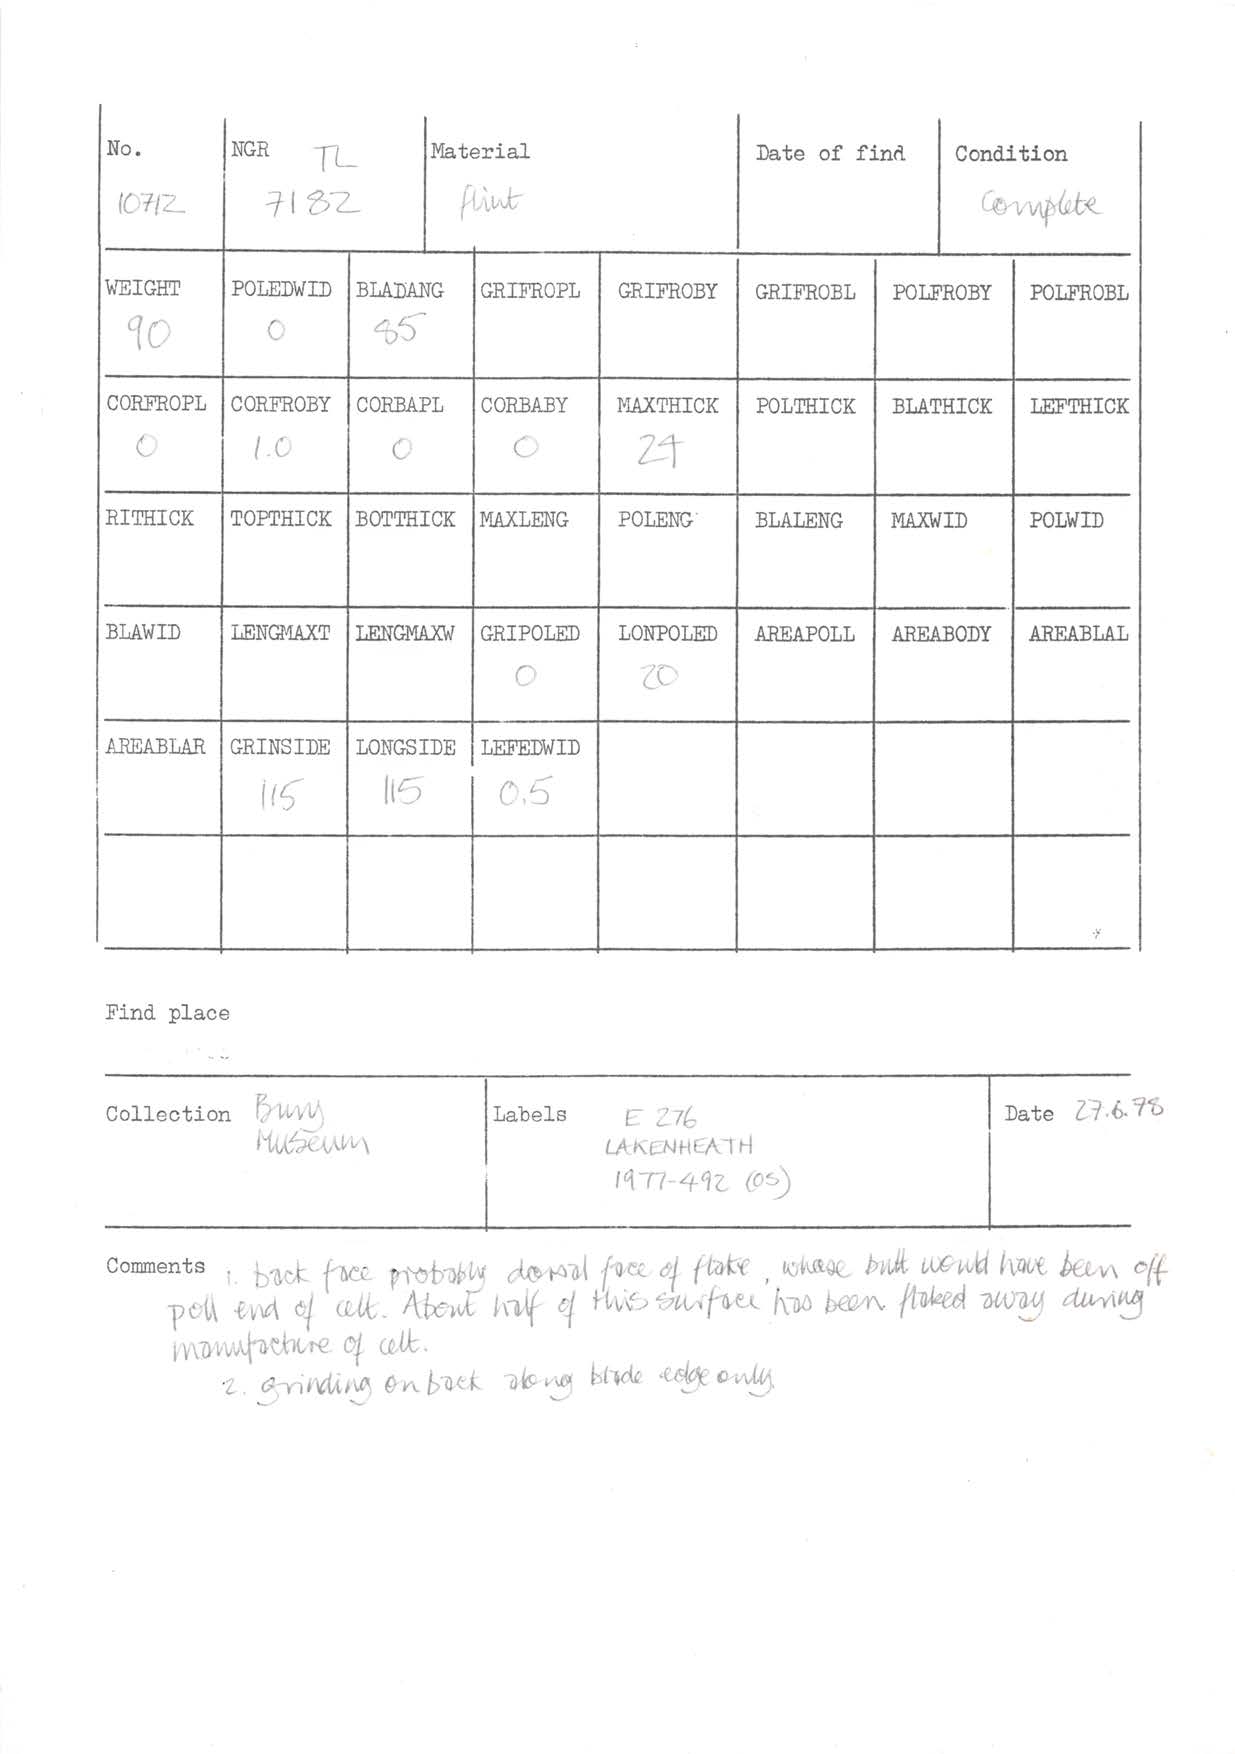 No. NGR TL Material Date of find Condition
10712 7182 flint Complete
WEIGHT POLEDWID BLADANG GRIFROPL GRIFROBY GRIFROBL POLFROBY POLFROBL
90 0 85
CORFROPL CORFROBY CORBAPL CORBABY MAXTHICK POLTHICK BLATHICK LEFTHICK
0 1.0 0 0 24
RITHICK TOPTHICK BOTTHICK MAXLENG POLENG BLALENG MAXWID POLWID
BLAWID LENGMAXT LENGMAXW GRIPOLED LONPOLED AREAPOLL AREABODY AREABLAL
0 20
AREABLAR GRINSIDE LONGSIDE LEFEDWID
115 115 0.5
Find place
Collection Bury Labels E 276 Date 27.6.78
Museum LAKENHEATH
1977-492 (OS)
Comments 1. back face probably dorsal face of flake, whose butt would have been off
poll end of celt. About half of this surface has been flaked away during
manufacture of celt.
2. grinding on back along blade edge only.